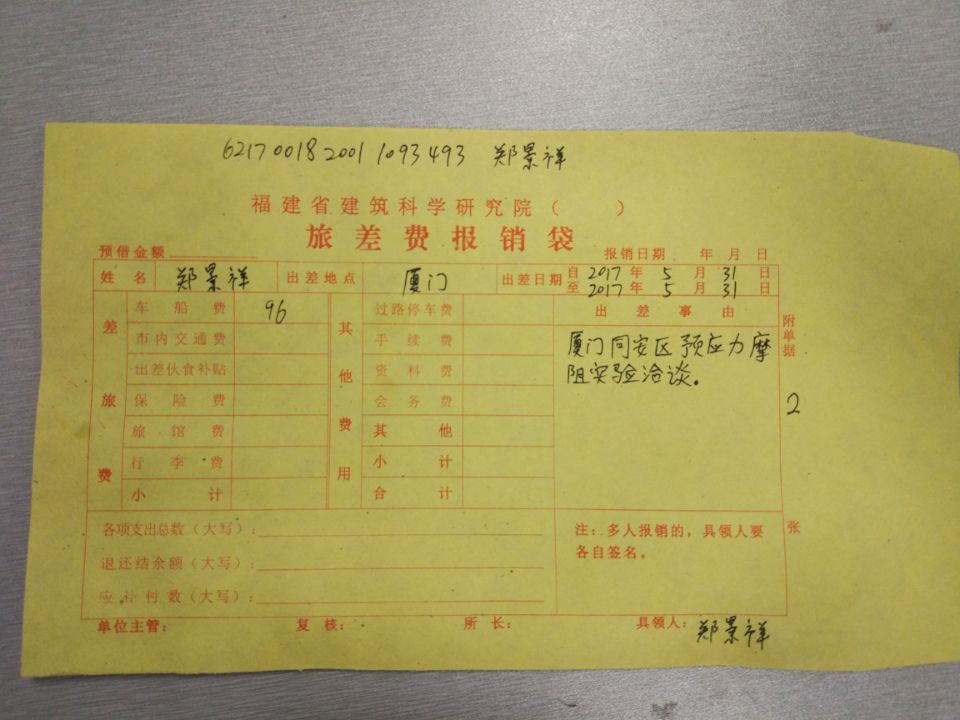 6217 0018 2001 1093 493 郑景祥
福建省建筑科学研究院（ ）
旅差费报销袋
预借金额 报销日期 年 月 日
姓名 郑景祥 出差地点 厦门 出差日期 自 2017 年 5 月 31 日
至 2017 年 5 月 31 日
差旅费 车船费 96 其他费用 过路停车费 出差事由
市内交通费 手续费 厦门同安区预应力摩
出差伙食补贴 资料费 阻实验洽谈。
保险费 会务费
旅馆费 其他
行李费 小计
小计 合计
附单据 2 张
各项支出总数（大写）：
退还结余额（大写）：
应补付数（大写）：
注：多人报销的，具领人要
各自签名。
单位主管： 复核： 所长： 具领人：郑景祥